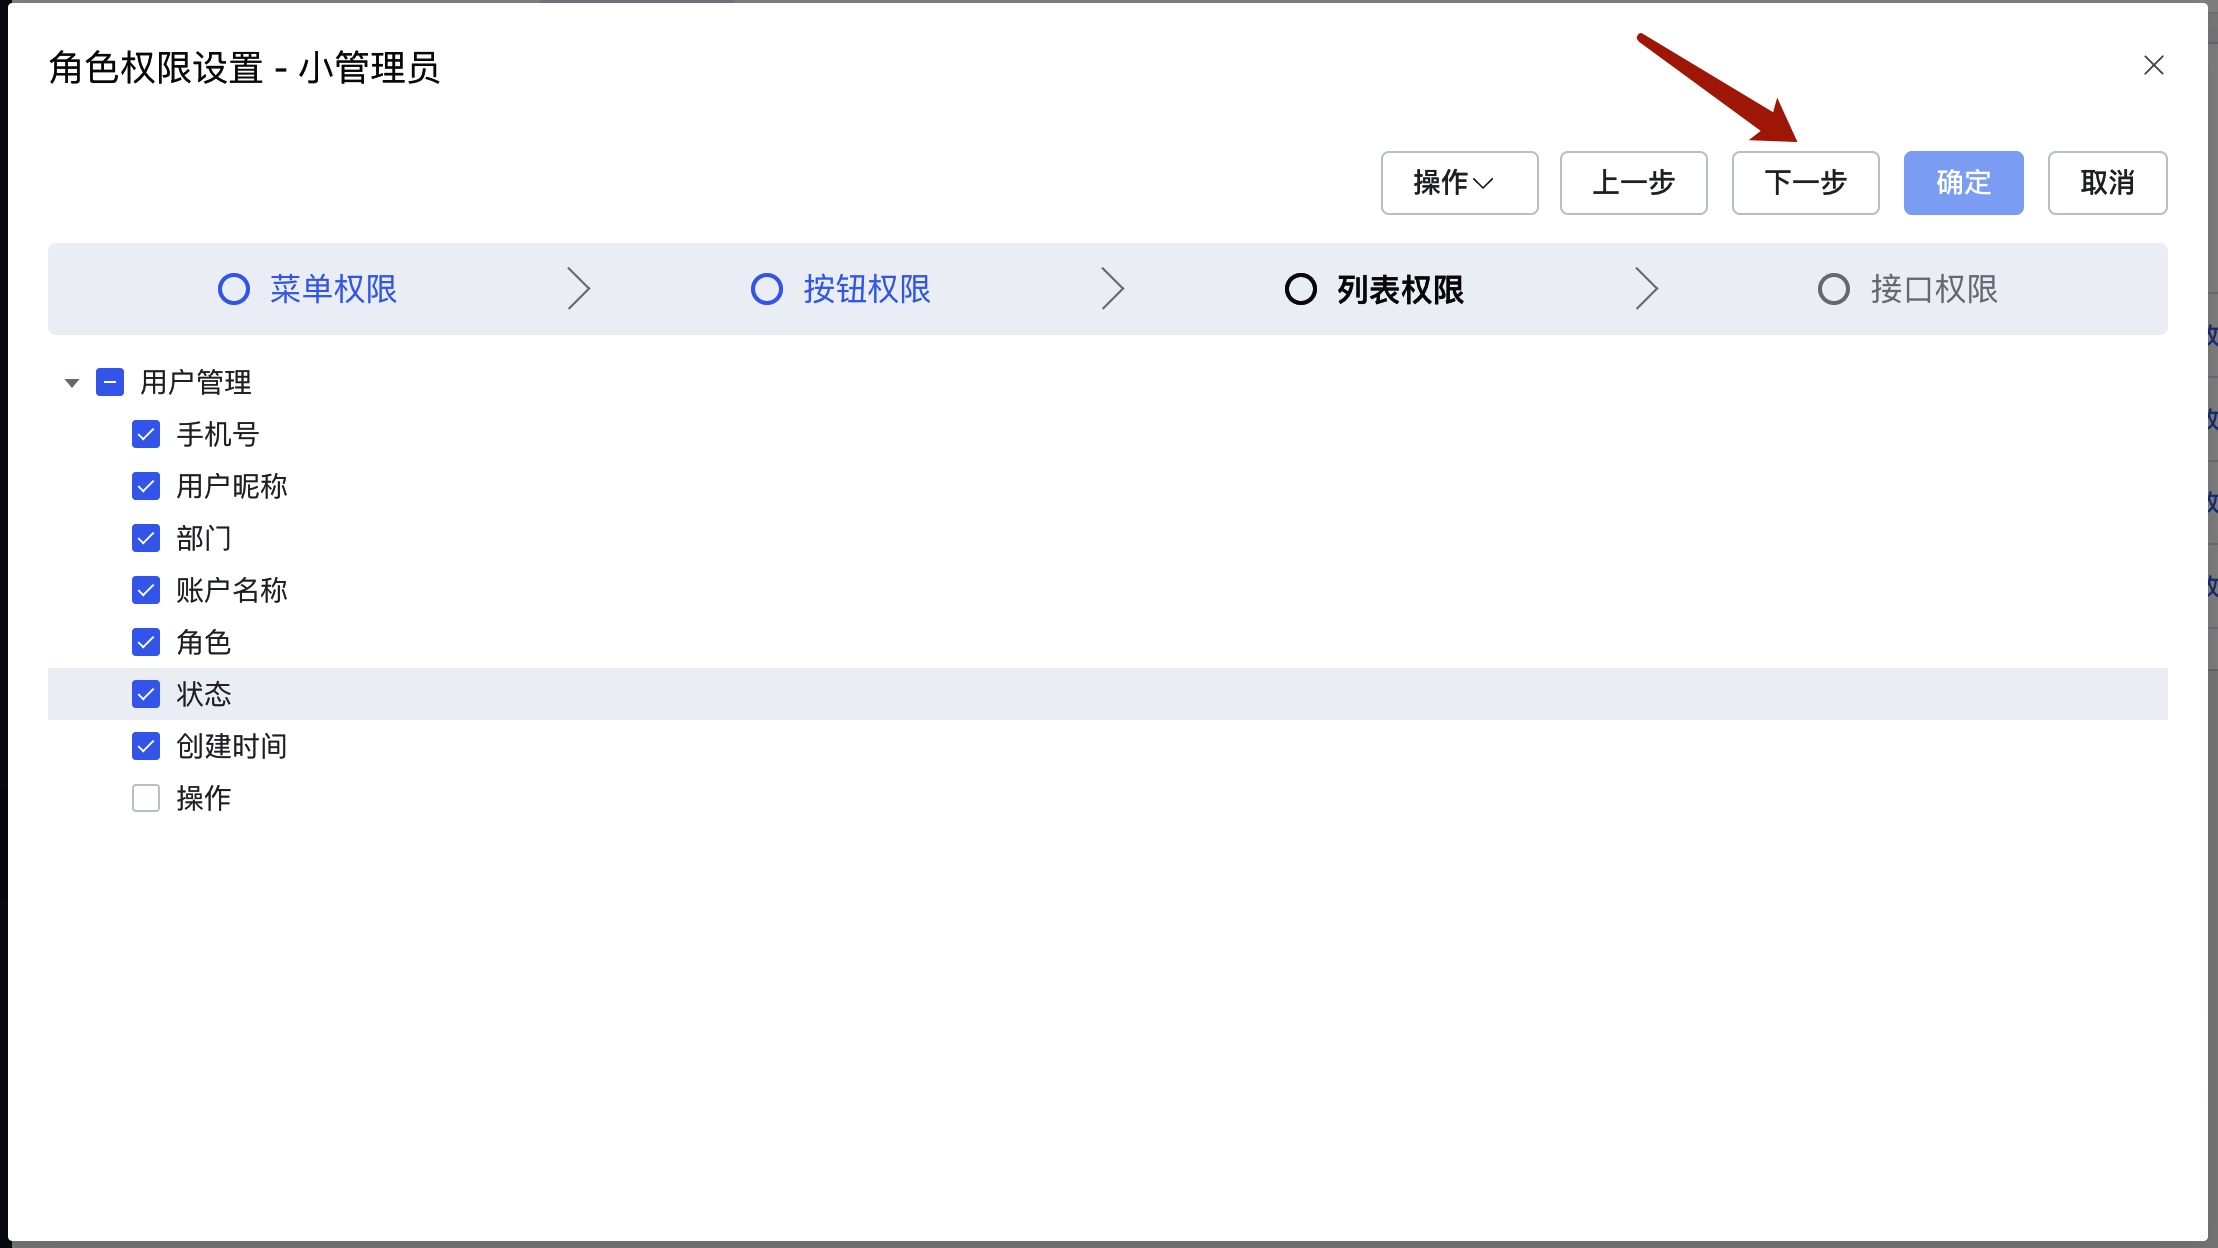 角色权限设置 - 小管理员
操作 上一步 下一步 确定 取消
菜单权限 按钮权限 列表权限 接口权限
用户管理
手机号
用户昵称
部门
账户名称
角色
状态
创建时间
操作